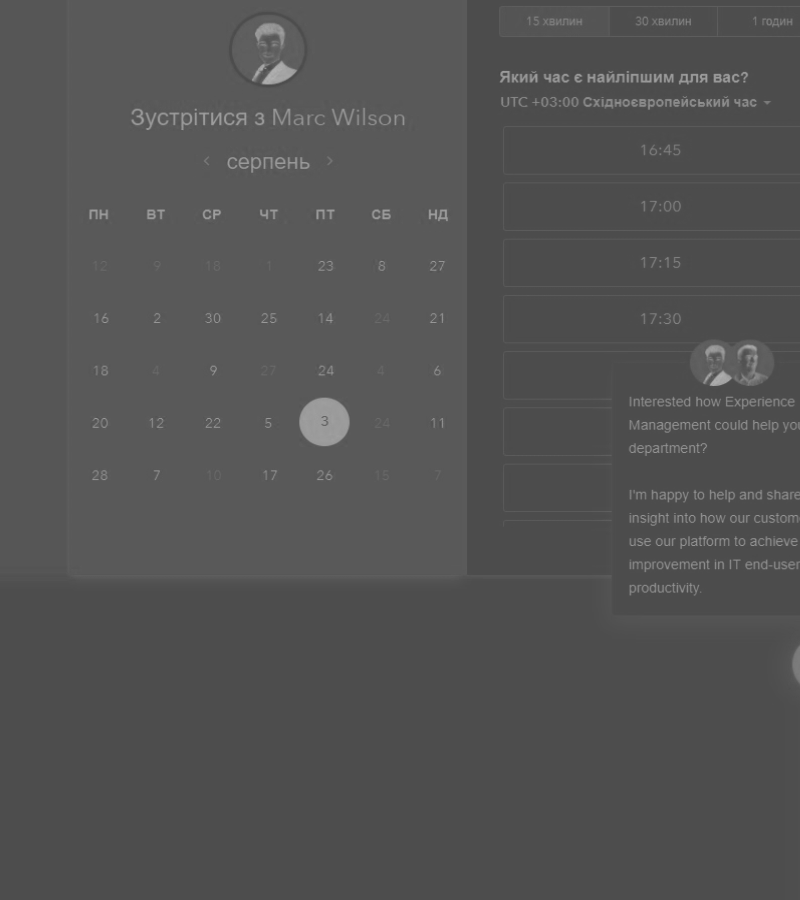 Зустрітися з Marc Wilson
серпень
ПН ВТ СР ЧТ ПТ СБ НД
12 9 18 1 23 8 27
16 2 30 25 14 24 21
18 4 9 27 24 4 6
20 12 22 5 3 24 11
28 7 10 17 26 15 7
15 хвилин 30 хвилин 1 годин
Який час є найліпшим для вас?
UTC +03:00 Східноєвропейський час
16:45
17:00
17:15
17:30
Interested how Experience
Management could help you
department?
I'm happy to help and share
insight into how our custom
use our platform to achieve
improvement in IT end-user
productivity.